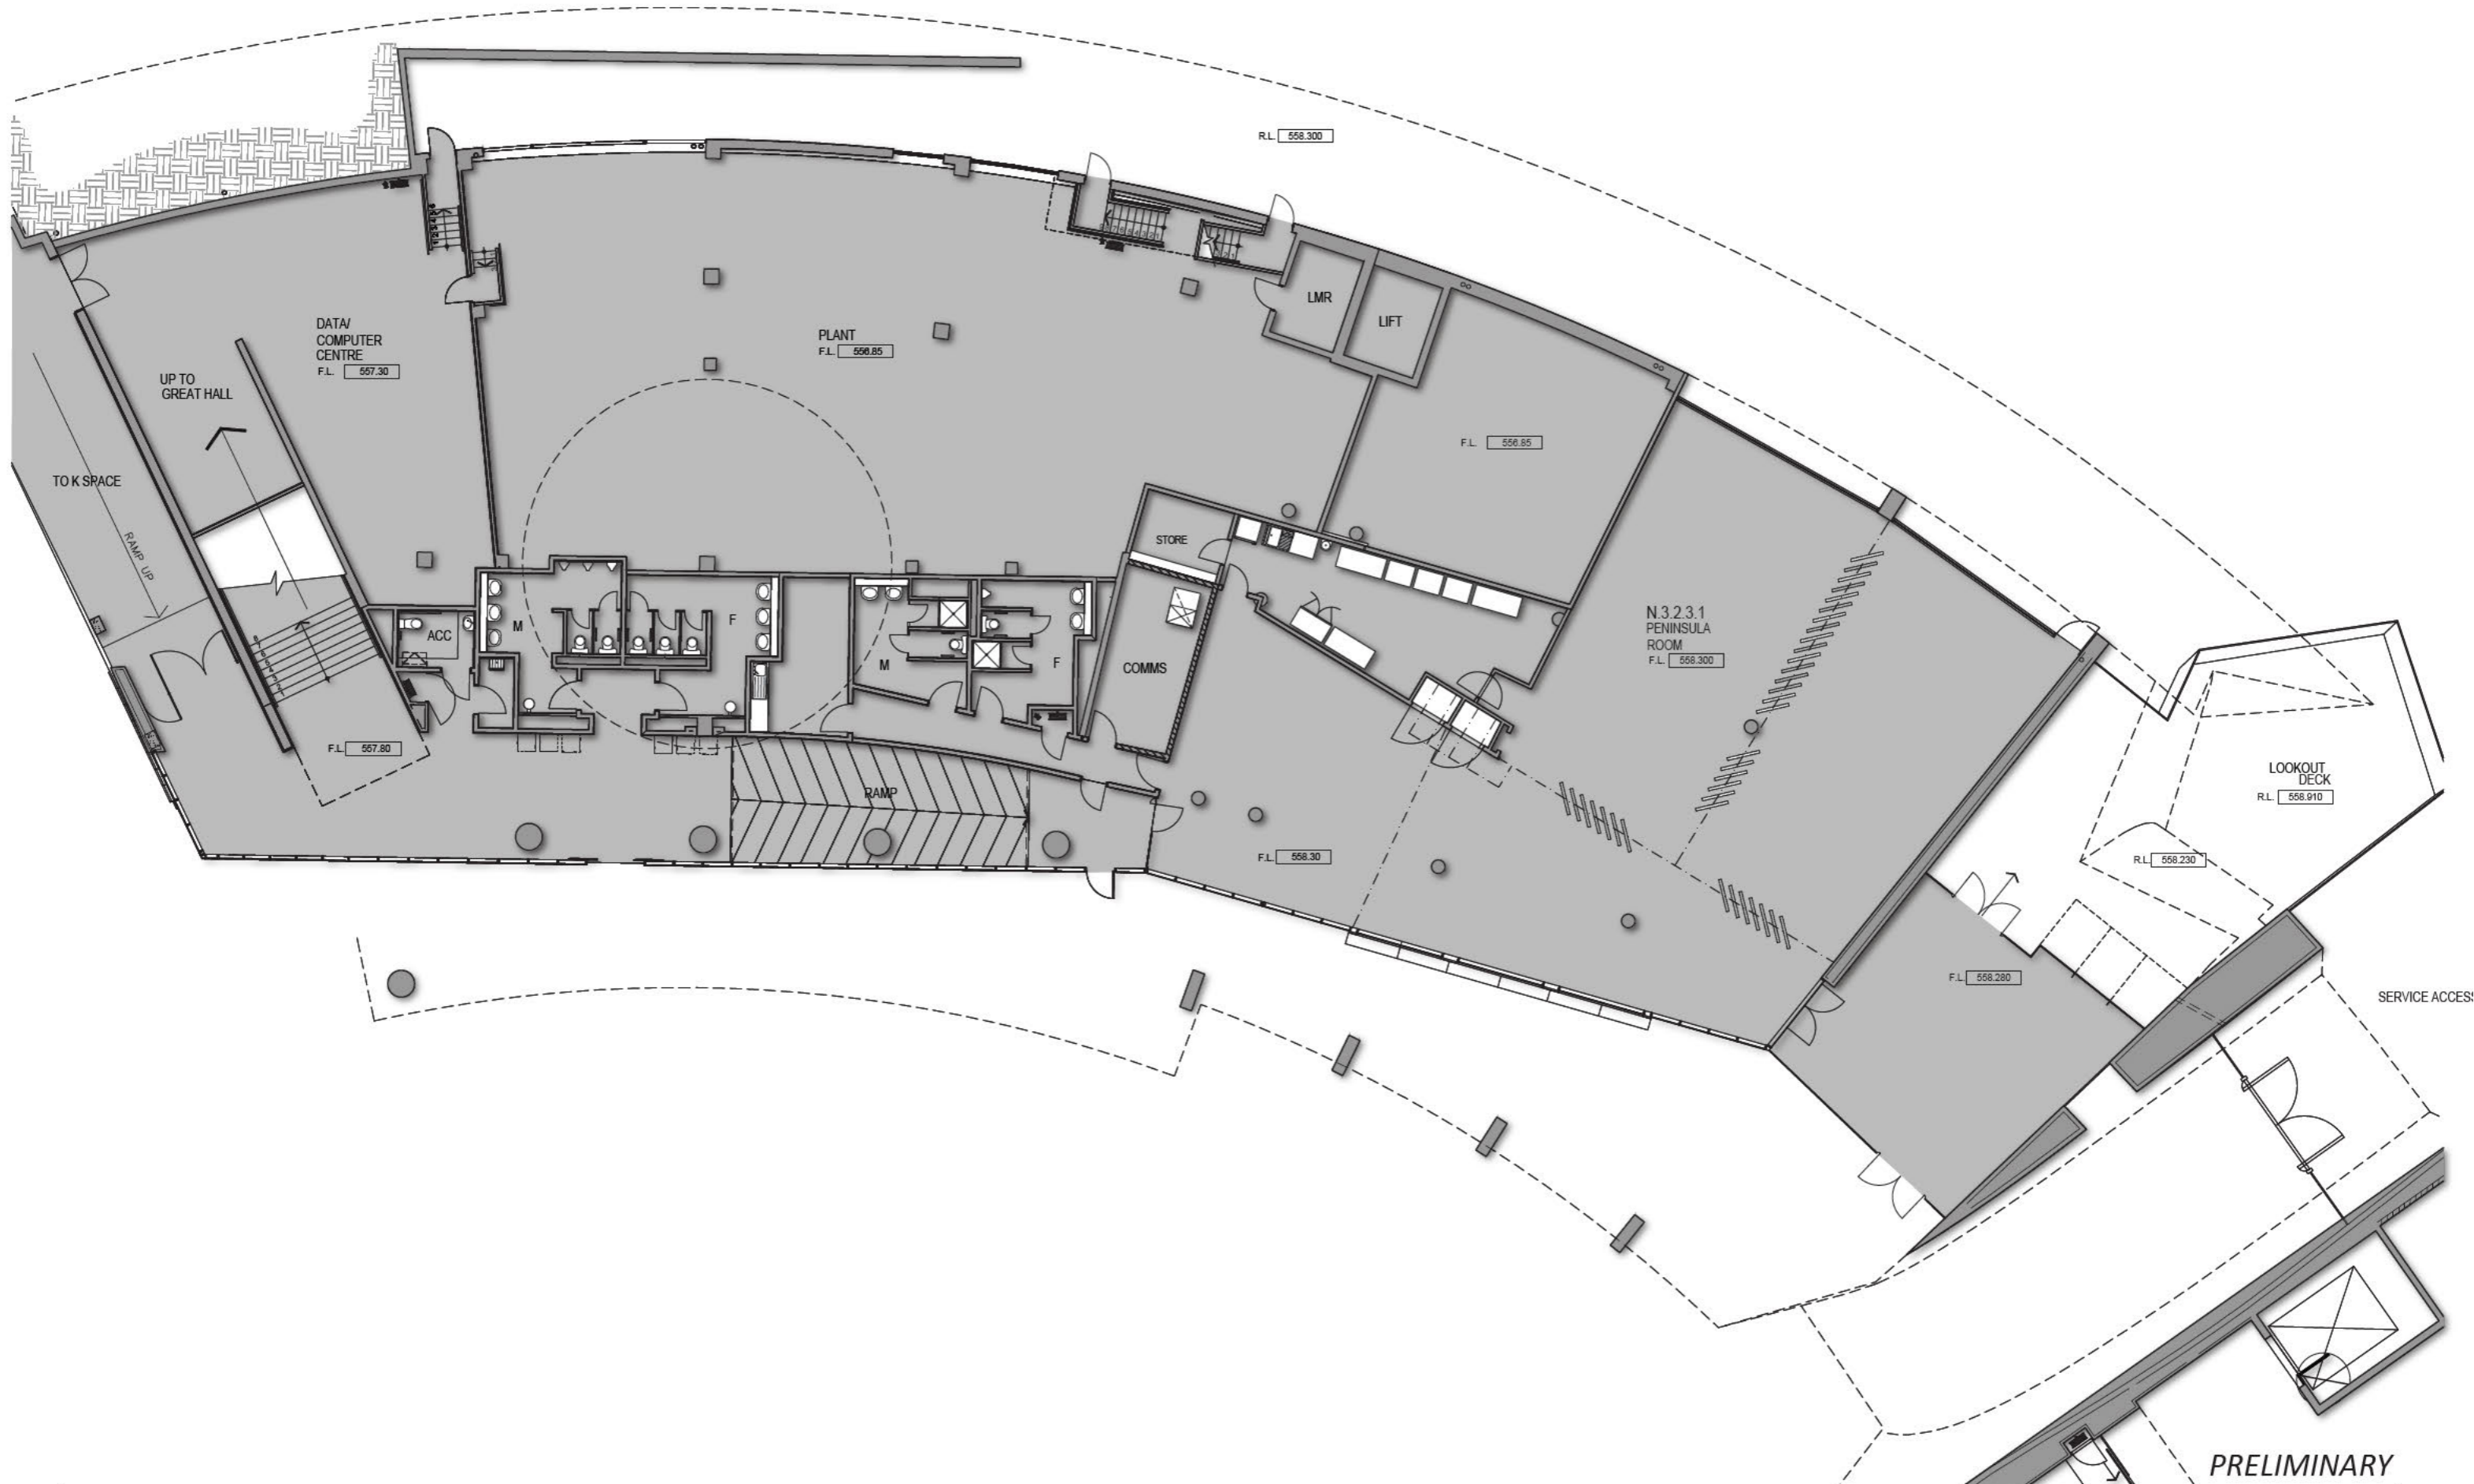 R.L. 558.300
DATA/
COMPUTER
CENTRE
F.L. 557.30
PLANT
F.L. 556.85
LMR
LIFT
UP TO
GREAT HALL
F.L. 556.85
TO K SPACE
RAMP UP
STORE
ACC
M
F
M
F
COMMS
N.3.2.3.1
PENINSULA
ROOM
F.L. 558.300
F.L. 557.80
RAMP
F.L. 558.30
LOOKOUT
DECK
R.L. 558.910
R.L. 558.230
F.L. 558.280
SERVICE ACCESS
PRELIMINARY